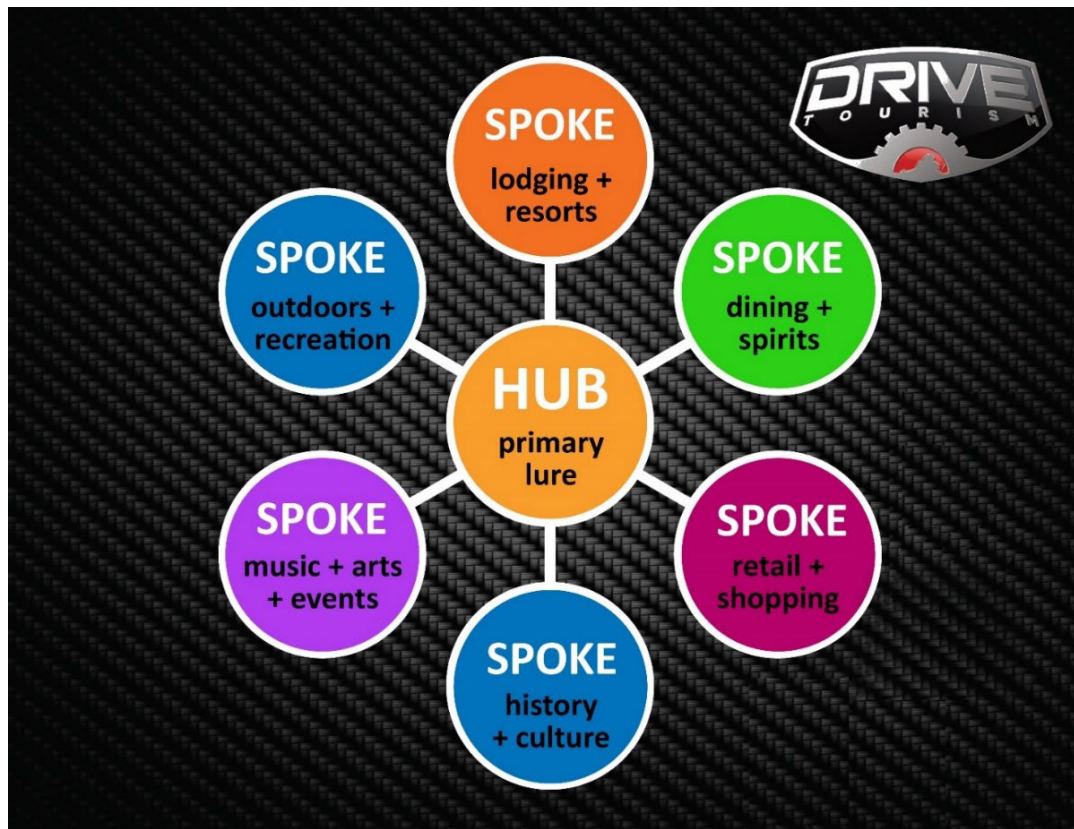 DRIVE
TOURISM
SPOKE
lodging +
resorts
SPOKE
dining +
spirits
SPOKE
retail +
shopping
SPOKE
history
+ culture
SPOKE
music + arts
+ events
SPOKE
outdoors +
recreation
HUB
primary
lure